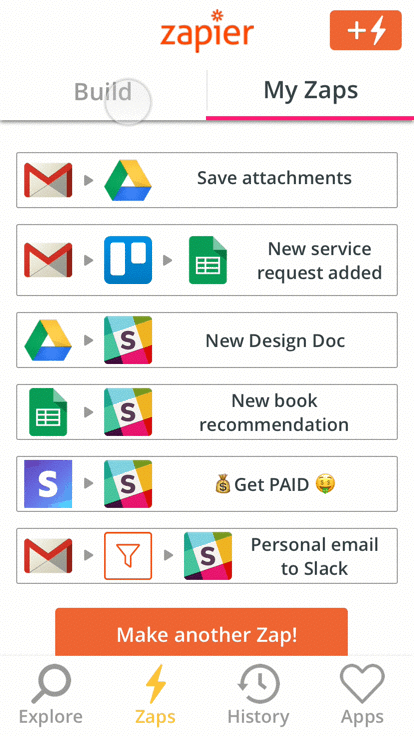 zapier
Build
My Zaps
Save attachments
New service
request added
New Design Doc
New book
recommendation
S
💰Get PAID 🤑
Personal email
to Slack
Make another Zap!
Explore
Zaps
History
Apps